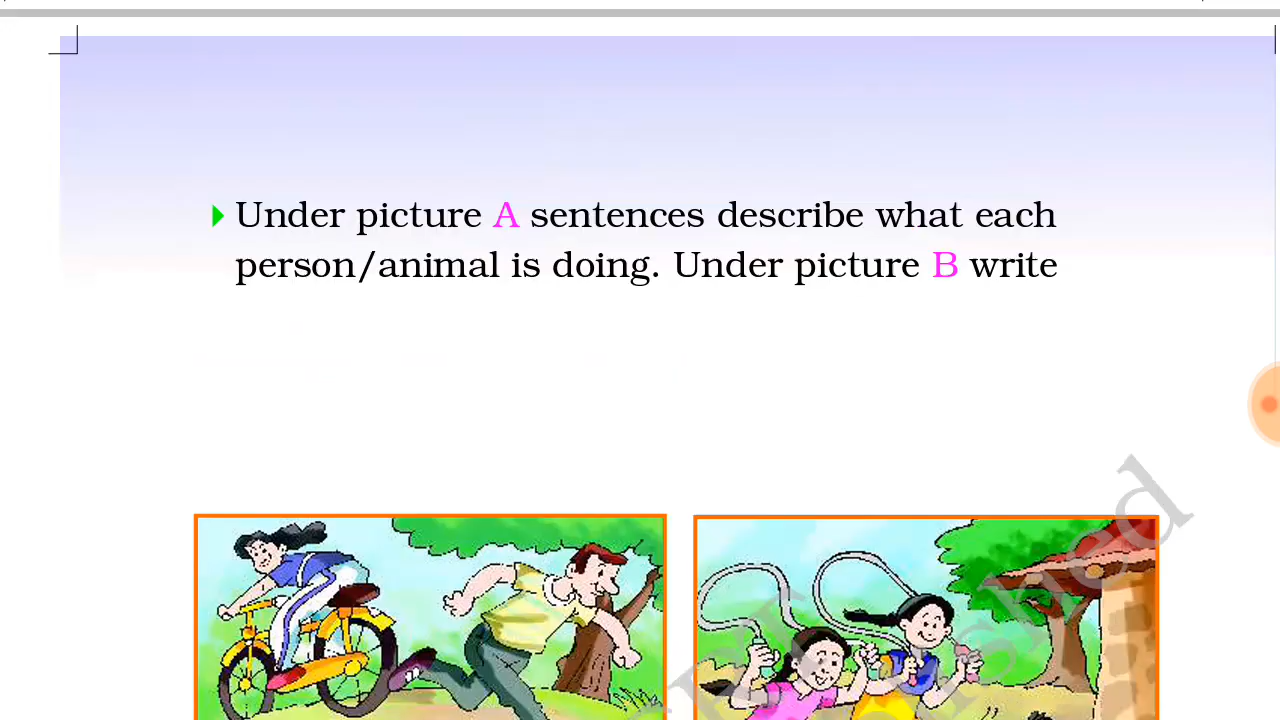 Under picture A sentences describe what each
person/animal is doing. Under picture B write